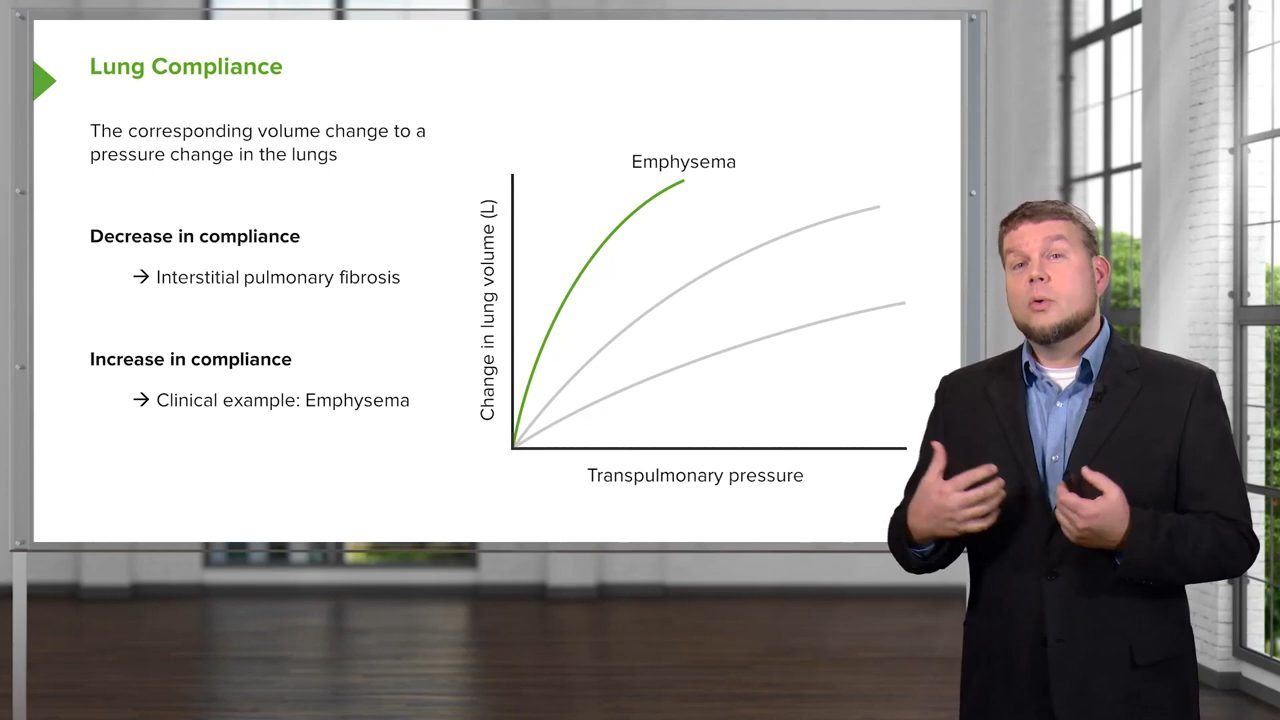 Lung Compliance
The corresponding volume change to a
pressure change in the lungs
Decrease in compliance
→ Interstitial pulmonary fibrosis
Increase in compliance
→ Clinical example: Emphysema
Emphysema
Change in lung volume (L)
Transpulmonary pressure